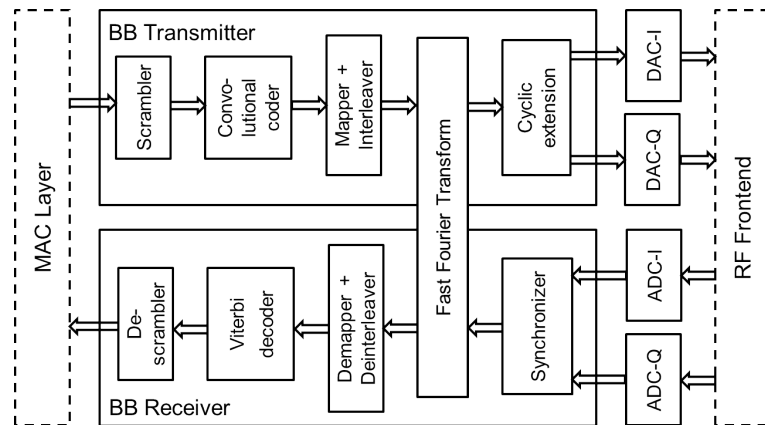 MAC Layer
BB Transmitter
Scrambler
Convo-
lutional
coder
Mapper +
Interleaver
Fast Fourier Transform
Cyclic
extension
DAC-I
DAC-Q
RF Frontend
De-
scrambler
Viterbi
decoder
Demapper +
Deinterleaver
Synchronizer
ADC-I
ADC-Q
BB Receiver